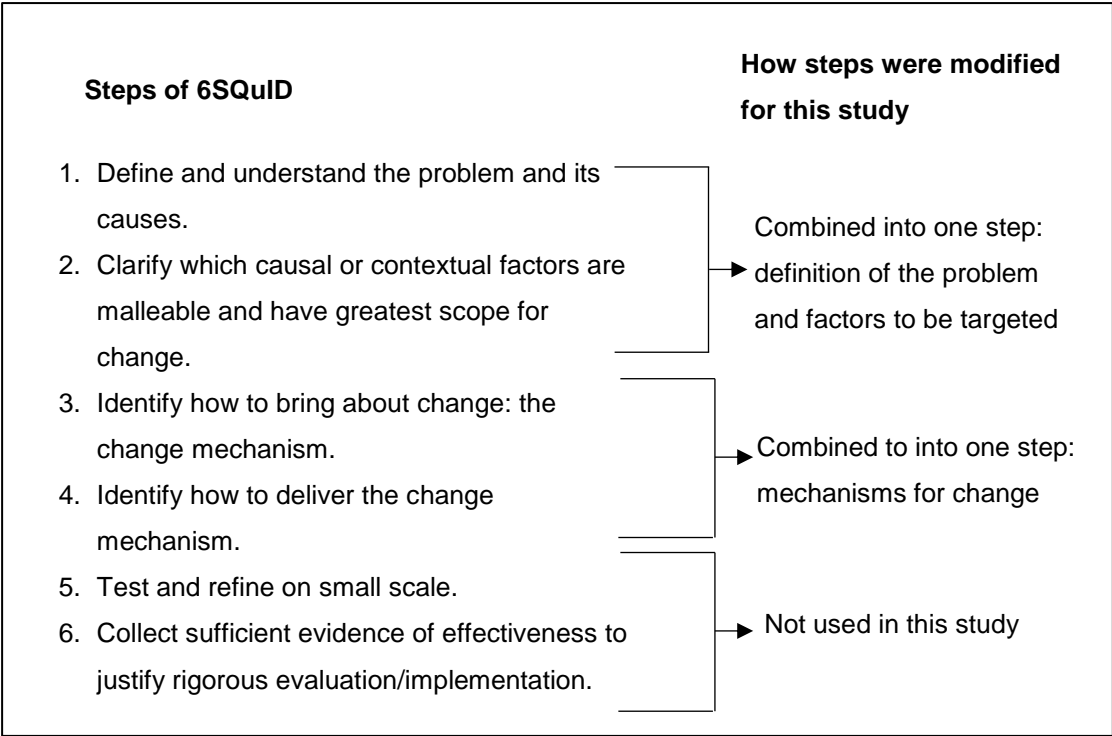 Steps of 6SQuID
How steps were modified
for this study
1. Define and understand the problem and its
causes.
2. Clarify which causal or contextual factors are
malleable and have greatest scope for
change.
Combined into one step:
definition of the problem
and factors to be targeted
3. Identify how to bring about change: the
change mechanism.
4. Identify how to deliver the change
mechanism.
Combined to into one step:
mechanisms for change
5. Test and refine on small scale.
6. Collect sufficient evidence of effectiveness to
justify rigorous evaluation/implementation.
Not used in this study